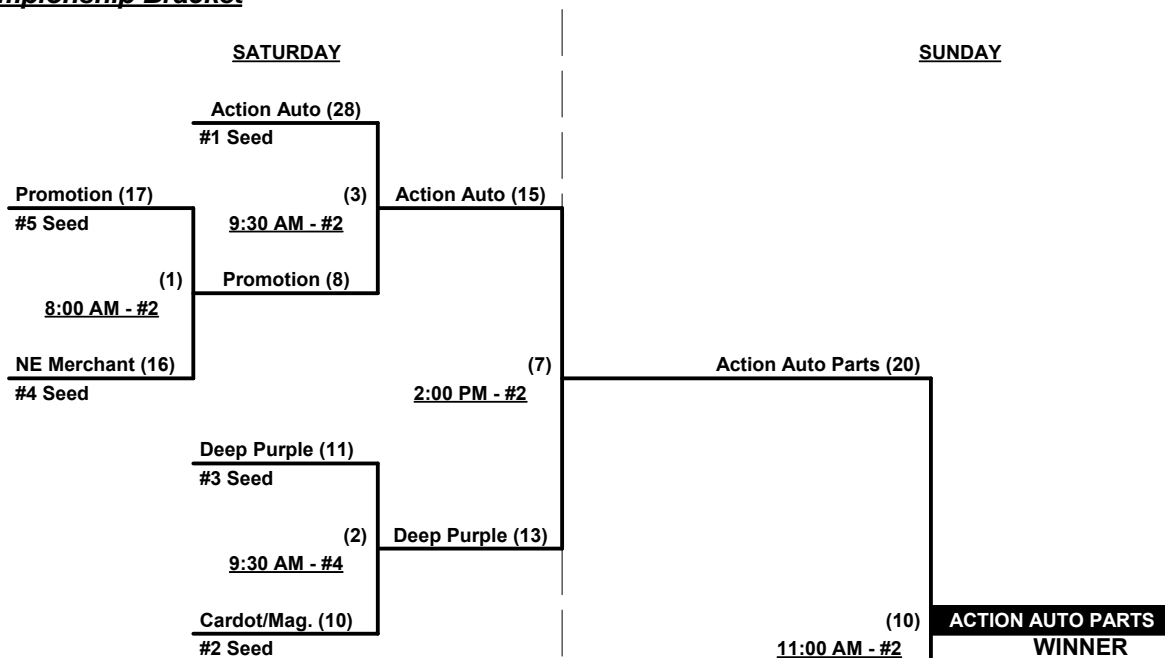 SATURDAY
SUNDAY
Action Auto (28)
#1 Seed
Promotion (17)
(3)
Action Auto (15)
#5 Seed
9:30 AM - #2
(1)
Promotion (8)
8:00 AM - #2
NE Merchant (16)
(7)
Action Auto Parts (20)
#4 Seed
2:00 PM - #2
Deep Purple (11)
#3 Seed
(2)
Deep Purple (13)
9:30 AM - #4
Cardot/Mag. (10)
(10)
ACTION AUTO PARTS
#2 Seed
11:00 AM - #2
WINNER